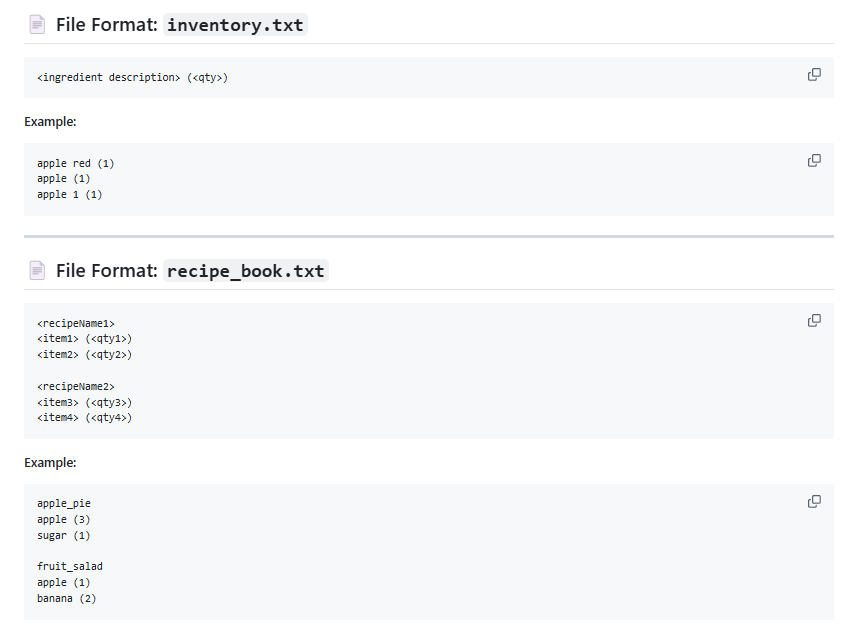 File Format: inventory.txt
<ingredient description> (<qty>)
Example:
apple red (1)
apple (1)
apple 1 (1)
File Format: recipe_book.txt
<recipeName1>
<item1> (<qty1>)
<item2> (<qty2>)
<recipeName2>
<item3> (<qty3>)
<item4> (<qty4>)
Example:
apple_pie
apple (3)
sugar (1)
fruit_salad
apple (1)
banana (2)